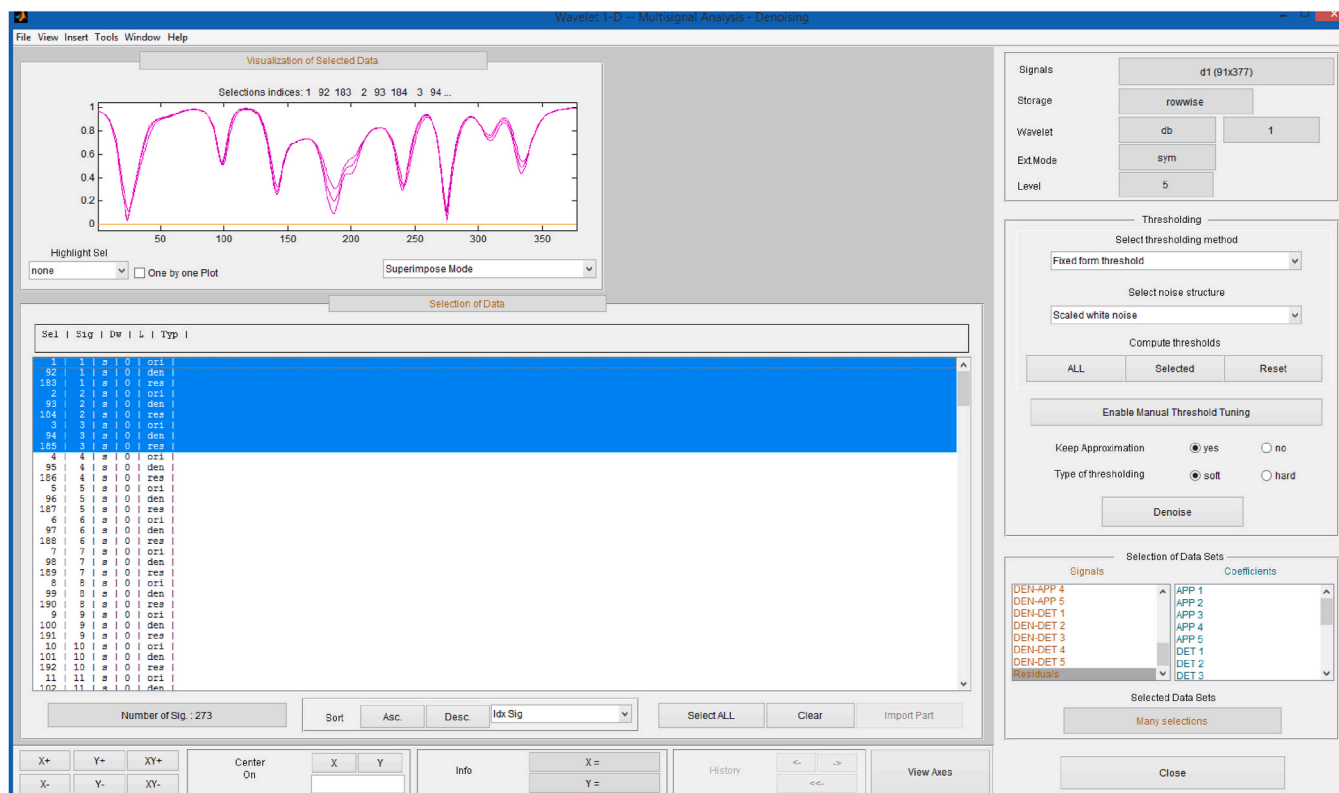 Wavelet 1-D -- Multisignal Analysis - Denoising
File View Insert Tools Window Help
Visualization of Selected Data
Selections indices: 1 92 183 2 93 184 3 94 ...
1
0.8
0.6
0.4
0.2
0
50 100 150 200 250 300 350
Highlight Sel
none
One by one Plot
Superimpose Mode
Selection of Data
Sel | Sig | Dw | L | Typ |
1 | 1 | s | 0 | ori |
92 | 1 | s | 0 | den |
183 | 1 | s | 0 | res |
2 | 2 | s | 0 | ori |
93 | 2 | s | 0 | den |
184 | 2 | s | 0 | res |
3 | 3 | s | 0 | ori |
94 | 3 | s | 0 | den |
185 | 3 | s | 0 | res |
4 | 4 | s | 0 | ori |
95 | 4 | s | 0 | den |
186 | 4 | s | 0 | res |
5 | 5 | s | 0 | ori |
96 | 5 | s | 0 | den |
187 | 5 | s | 0 | res |
6 | 6 | s | 0 | ori |
97 | 6 | s | 0 | den |
188 | 6 | s | 0 | res |
7 | 7 | s | 0 | ori |
98 | 7 | s | 0 | den |
189 | 7 | s | 0 | res |
8 | 8 | s | 0 | ori |
99 | 8 | s | 0 | den |
190 | 8 | s | 0 | res |
9 | 9 | s | 0 | ori |
100 | 9 | s | 0 | den |
191 | 9 | s | 0 | res |
10 | 10 | s | 0 | ori |
101 | 10 | s | 0 | den |
192 | 10 | s | 0 | res |
11 | 11 | s | 0 | ori |
102 | 11 | s | 0 | den |
Number of Sig. : 273
Sort
Asc.
Desc.
Idx Sig
Select ALL
Clear
Import Part
X+ Y+ XY+
X- Y- XY-
Center
On
X Y
Info
X =
Y =
History
<- ->
<<-
View Axes
Signals d1 (91x377)
Storage rowwise
Wavelet db 1
Ext.Mode sym
Level 5
Thresholding
Select thresholding method
Fixed form threshold
Select noise structure
Scaled white noise
Compute thresholds
ALL Selected Reset
Enable Manual Threshold Tuning
Keep Approximation yes no
Type of thresholding soft hard
Denoise
Selection of Data Sets
Signals
DEN-APP 4
DEN-APP 5
DEN-DET 1
DEN-DET 2
DEN-DET 3
DEN-DET 4
DEN-DET 5
Residuals
Coefficients
APP 1
APP 2
APP 3
APP 4
APP 5
DET 1
DET 2
DET 3
Selected Data Sets
Many selections
Close